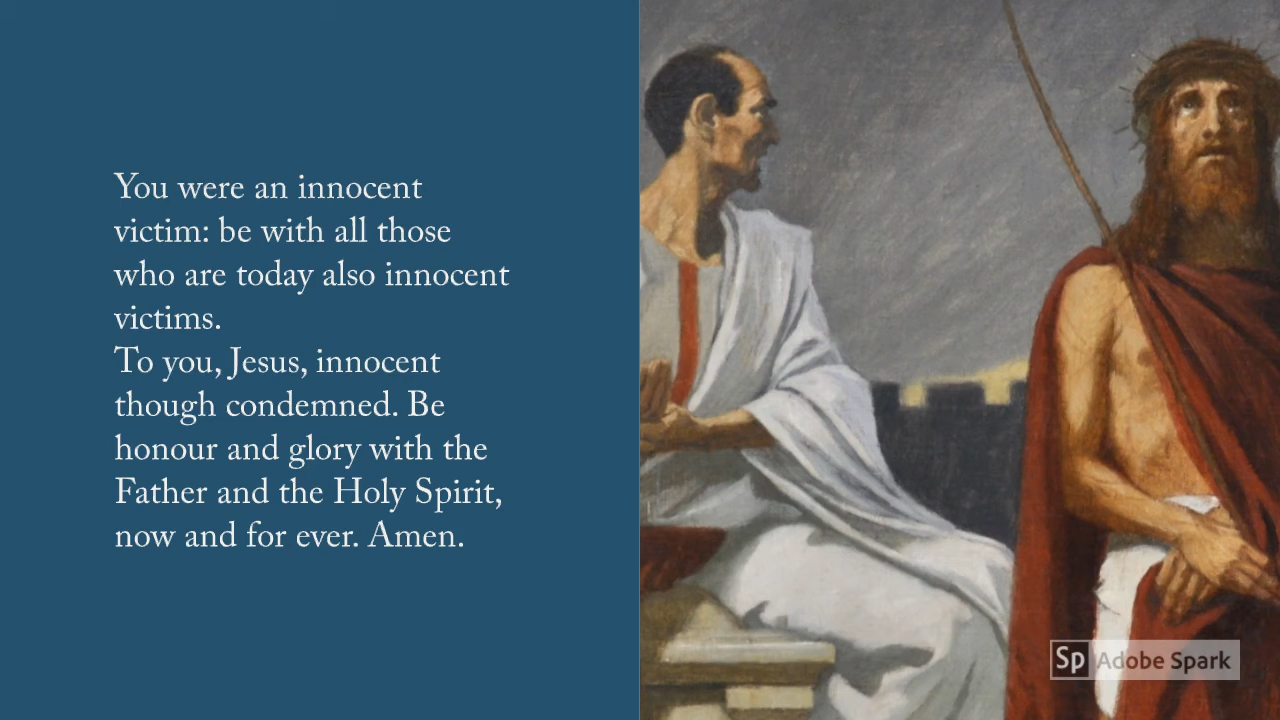 You were an innocent
victim: be with all those
who are today also innocent
victims.
To you, Jesus, innocent
though condemned. Be
honour and glory with the
Father and the Holy Spirit,
now and for ever. Amen.
Sp Adobe Spark